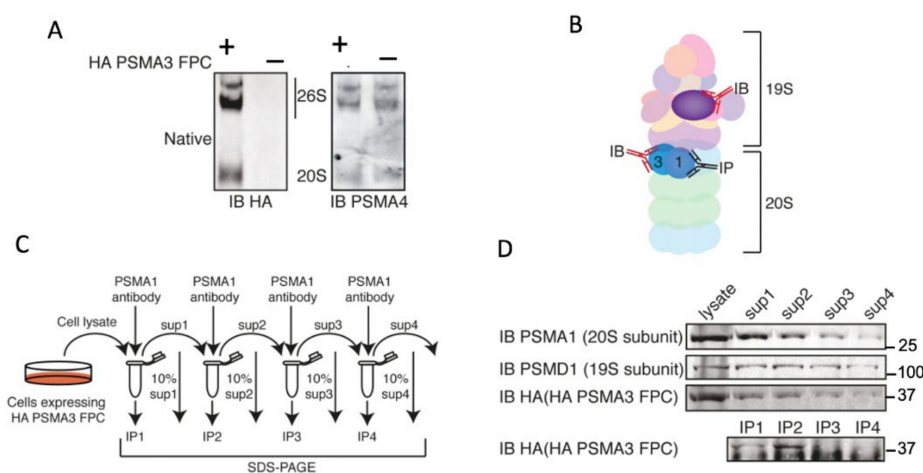 A
HA PSMA3 FPC + −
+ −
26S
Native
20S
IB HA
IB PSMA4
B
IB
19S
IB
3 1
IP
20S
C
PSMA1 antibody
PSMA1 antibody
PSMA1 antibody
PSMA1 antibody
Cell lysate
sup1
sup2
sup3
sup4
10% sup1
10% sup2
10% sup3
10% sup4
Cells expressing
HA PSMA3 FPC
IP1
IP2
IP3
IP4
SDS-PAGE
D
lysate
sup1
sup2
sup3
sup4
IB PSMA1 (20S subunit)
25
IB PSMD1 (19S subunit)
100
IB HA(HA PSMA3 FPC)
37
IP1 IP2 IP3 IP4
IB HA(HA PSMA3 FPC)
37